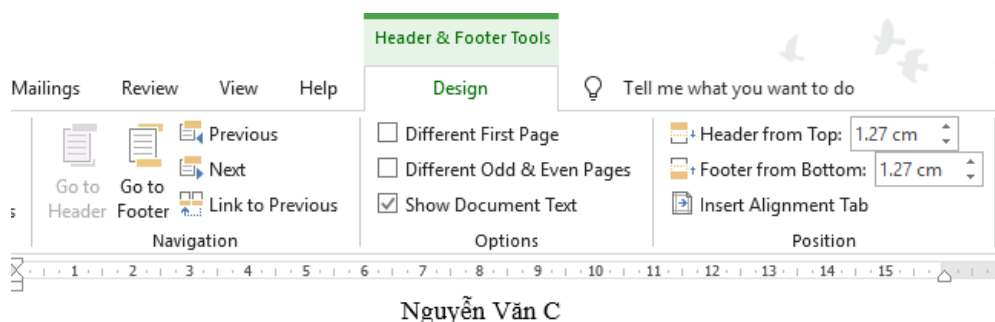 Header & Footer Tools
Mailings Review View Help Design Tell me what you want to do
Previous Different First Page Header from Top: 1.27 cm
Go to Header Go to Footer Next Different Odd & Even Pages Footer from Bottom: 1.27 cm
Link to Previous Show Document Text Insert Alignment Tab
Navigation Options Position
1 2 3 4 5 6 7 8 9 10 11 12 13 14 15
Nguyễn Văn C